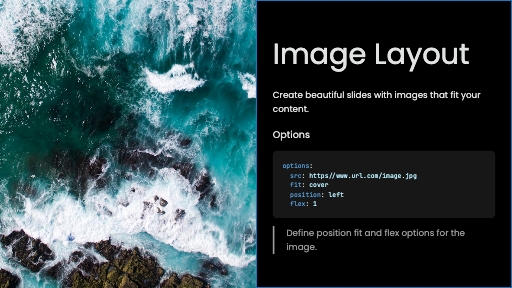 Image Layout
Create beautiful slides with images that fit your
content.
Options
options:
src: https//www.url.com/image.jpg
fit: cover
position: left
flex: 1
Define position fit and flex options for the
image.